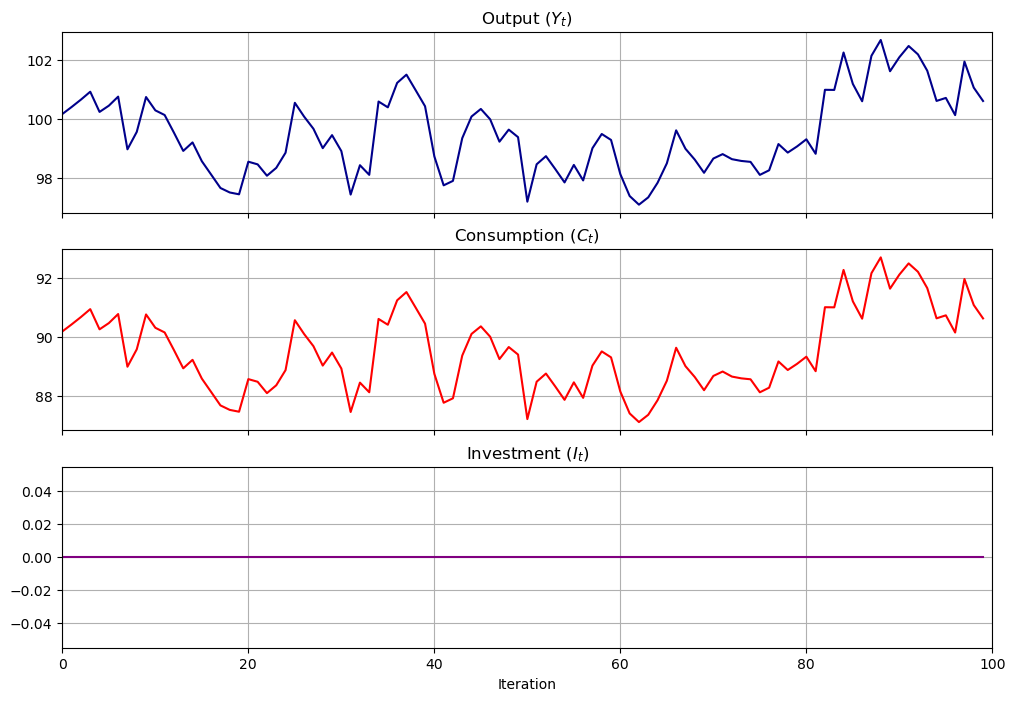 Output (Y_t)
102
100
98
Consumption (C_t)
92
90
88
Investment (I_t)
0.04
0.02
0.00
−0.02
−0.04
0 20 40 60 80 100
Iteration